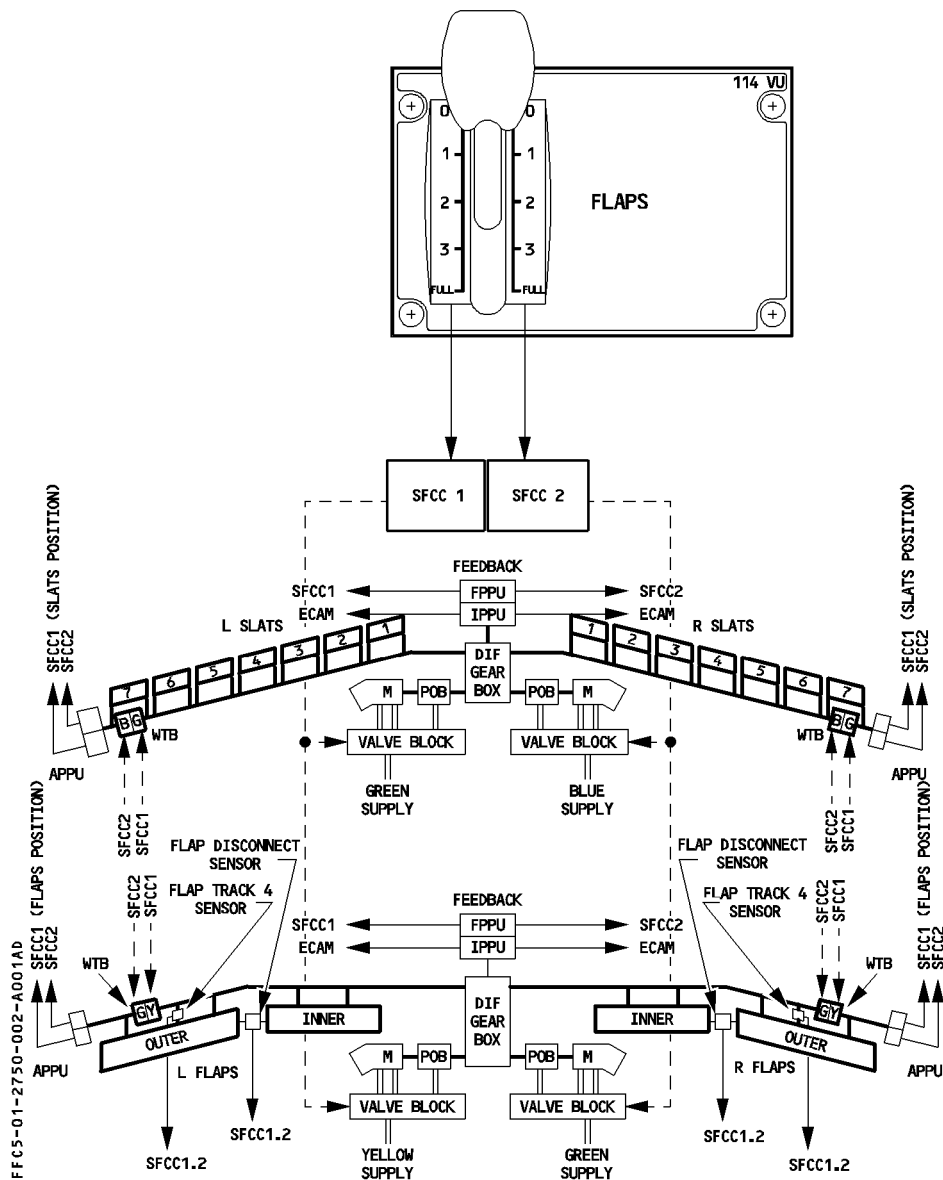 114 VU
0 0
1 1
2 2
3 3
FULL FULL
FLAPS
SFCC 1
SFCC 2
FEEDBACK
SFCC1
FPPU
SFCC2
ECAM
IPPU
ECAM
SFCC1 (SLATS POSITION)
SFCC2
SFCC1 (SLATS POSITION)
SFCC2
L SLATS
R SLATS
7 6 5 4 3 2 1
1 2 3 4 5 6 7
DIF
GEAR
BOX
M
POB
POB
M
B G
WTB
WTB
B G
VALVE BLOCK
VALVE BLOCK
APPU
APPU
GREEN
SUPPLY
BLUE
SUPPLY
SFCC2
SFCC1
SFCC2
SFCC1
FLAP DISCONNECT
SENSOR
FLAP DISCONNECT
SENSOR
FLAP TRACK 4
SENSOR
FLAP TRACK 4
SENSOR
SFCC1 (FLAPS POSITION)
SFCC2
SFCC1 (FLAPS POSITION)
SFCC2
SFCC2
SFCC1
SFCC2
SFCC1
FEEDBACK
SFCC1
FPPU
SFCC2
ECAM
IPPU
ECAM
WTB
WTB
G Y
G Y
DIF
GEAR
BOX
OUTER
INNER
INNER
OUTER
APPU
APPU
L FLAPS
R FLAPS
M
POB
POB
M
VALVE BLOCK
VALVE BLOCK
SFCC1.2
SFCC1.2
SFCC1.2
SFCC1.2
YELLOW
SUPPLY
GREEN
SUPPLY
FFC5-01-2750-002-A001AD